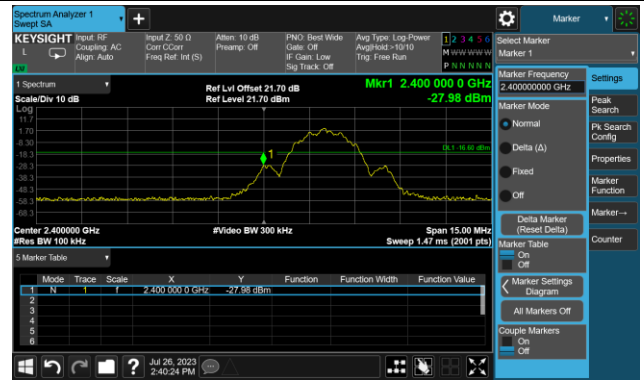 Spectrum Analyzer 1
Swept SA
Marker
KEYSIGHT
L
Input: RF
Coupling: AC
Align: Auto
Input Z: 50 Ω
Corr CCorr
Freq Ref: Int (S)
Atten: 10 dB
Preamp: Off
PNO: Best Wide
Gate: Off
IF Gain: Low
Sig Track: Off
Avg Type: Log-Power
Avg|Hold:>10/10
Trig: Free Run
1 2 3 4 5 6
M W W W W W
P N N N N N
LM
1 Spectrum
Scale/Div 10 dB
Ref Lvl Offset 21.70 dB
Ref Level 21.70 dBm
Mkr1 2.400 000 0 GHz
-27.98 dBm
Log
11.7
1.70
-8.30
-18.3
-28.3
-38.3
-48.3
-58.3
-68.3
DL1 -16.60 dBm
1
Center 2.400000 GHz
#Res BW 100 kHz
#Video BW 300 kHz
Span 15.00 MHz
Sweep 1.47 ms (2001 pts)
5 Marker Table
Mode Trace Scale X Y Function Function Width Function Value
1 N 1 f 2.400 000 0 GHz -27.98 dBm
2
3
4
5
6
Jul 26, 2023
2:40:24 PM
Select Marker
Marker 1
Marker Frequency
2.400000000 GHz
Marker Mode
Normal
Delta (Δ)
Fixed
Off
Delta Marker
(Reset Delta)
Marker Table
On
Off
Marker Settings
Diagram
All Markers Off
Couple Markers
On
Off
Settings
Peak
Search
Pk Search
Config
Properties
Marker
Function
Marker→
Counter